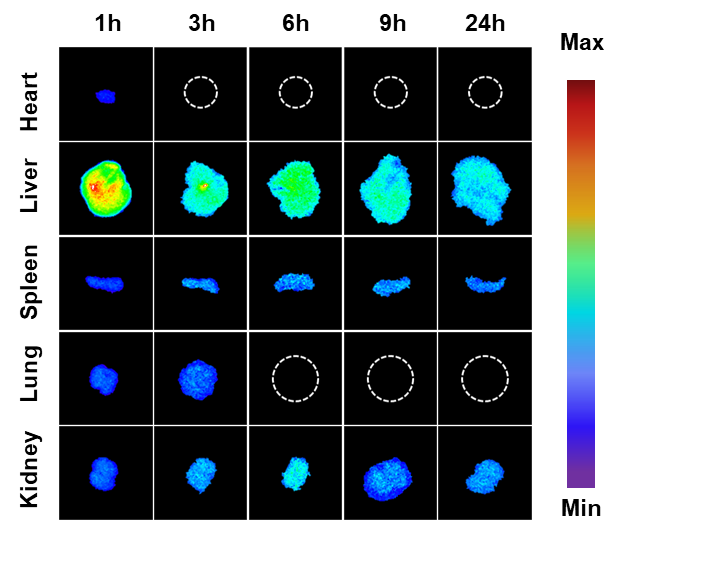 1h 3h 6h 9h 24h
Max
Heart
Liver
Spleen
Lung
Kidney
Min